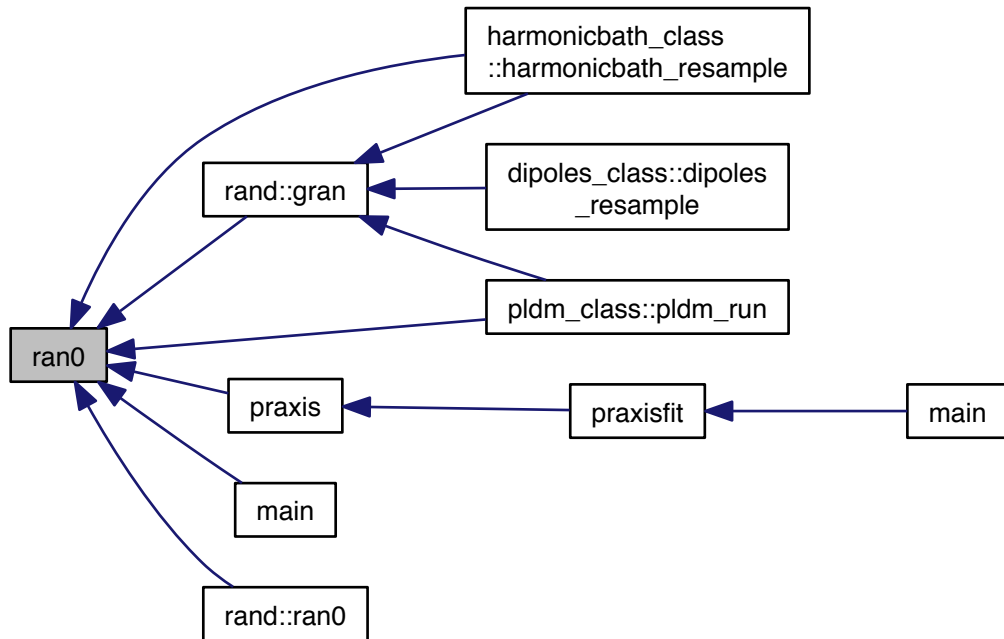 harmonicbath_class
::harmonicbath_resample
rand::gran
dipoles_class::dipoles
_resample
pldm_class::pldm_run
ran0
praxis
praxisfit
main
main
rand::ran0